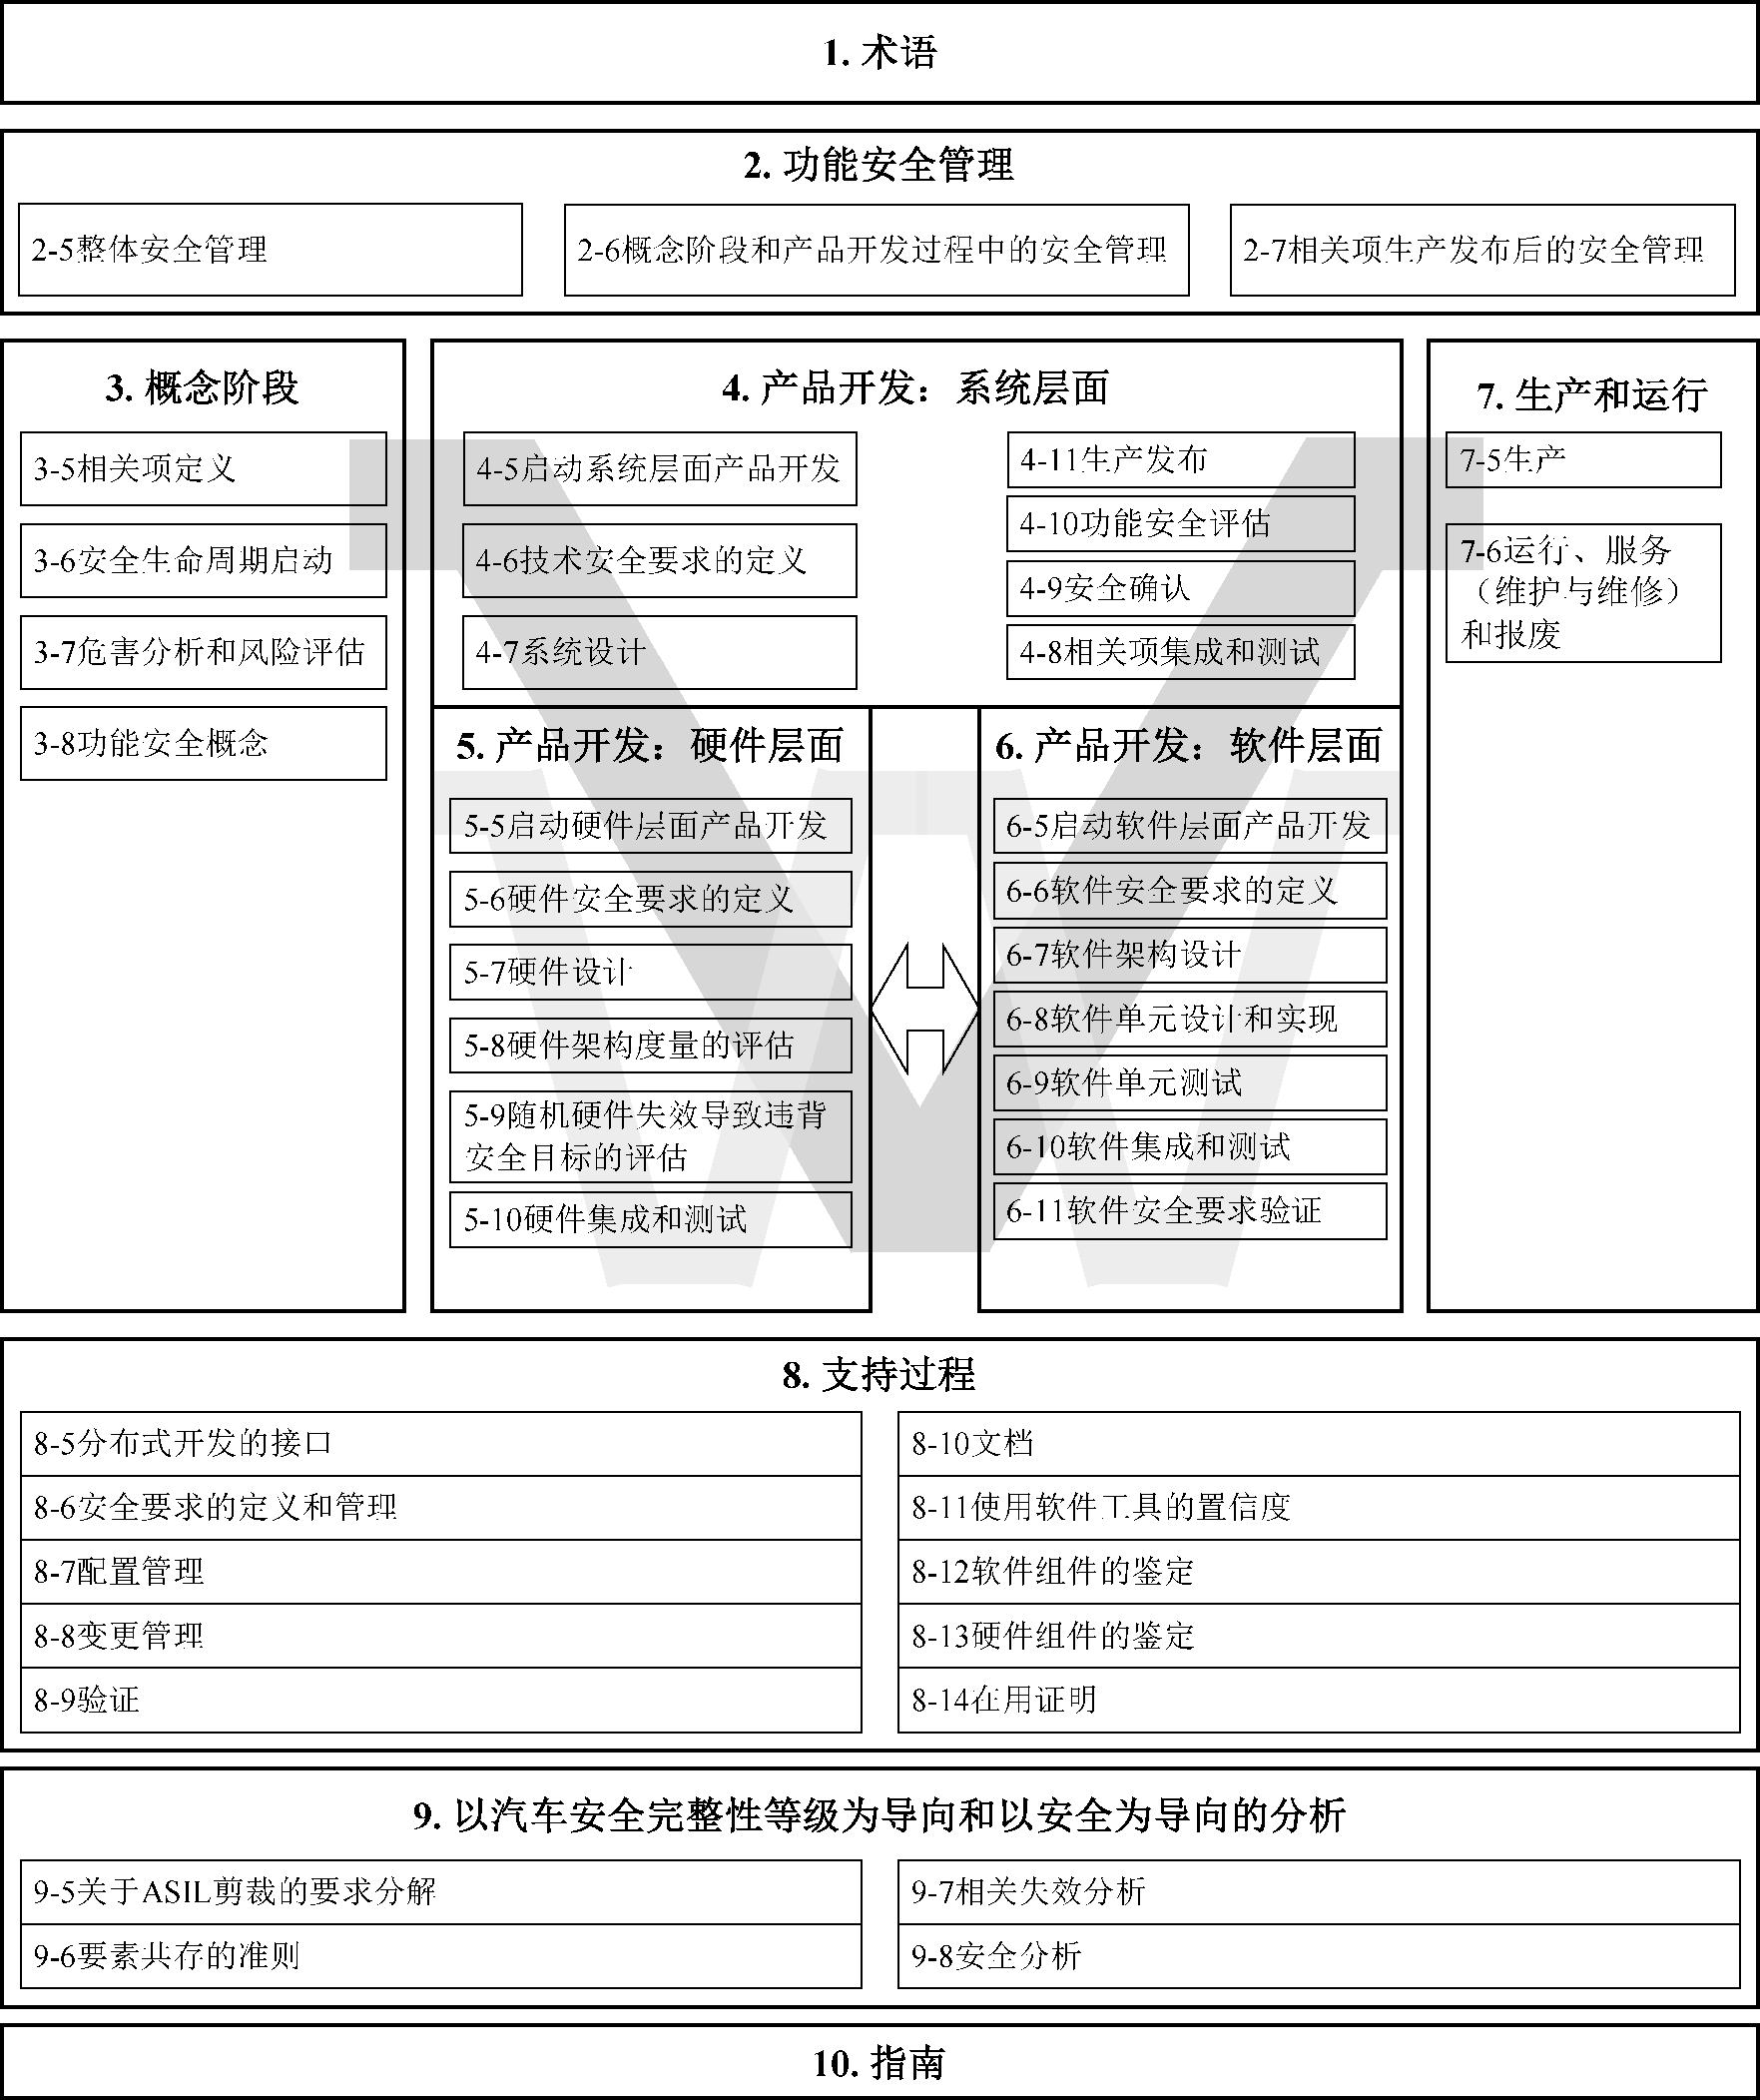 1. 术语
2. 功能安全管理
2-5整体安全管理
2-6概念阶段和产品开发过程中的安全管理
2-7相关项生产发布后的安全管理
3. 概念阶段
3-5相关项定义
3-6安全生命周期启动
3-7危害分析和风险评估
3-8功能安全概念
4. 产品开发：系统层面
4-5启动系统层面产品开发
4-6技术安全要求的定义
4-7系统设计
4-11生产发布
4-10功能安全评估
4-9安全确认
4-8相关项集成和测试
5. 产品开发：硬件层面
5-5启动硬件层面产品开发
5-6硬件安全要求的定义
5-7硬件设计
5-8硬件架构度量的评估
5-9随机硬件失效导致违背
安全目标的评估
5-10硬件集成和测试
6. 产品开发：软件层面
6-5启动软件层面产品开发
6-6软件安全要求的定义
6-7软件架构设计
6-8软件单元设计和实现
6-9软件单元测试
6-10软件集成和测试
6-11软件安全要求验证
7. 生产和运行
7-5生产
7-6运行、服务
（维护与维修）
和报废
8. 支持过程
8-5分布式开发的接口
8-6安全要求的定义和管理
8-7配置管理
8-8变更管理
8-9验证
8-10文档
8-11使用软件工具的置信度
8-12软件组件的鉴定
8-13硬件组件的鉴定
8-14在用证明
9. 以汽车安全完整性等级为导向和以安全为导向的分析
9-5关于ASIL剪裁的要求分解
9-6要素共存的准则
9-7相关失效分析
9-8安全分析
10. 指南